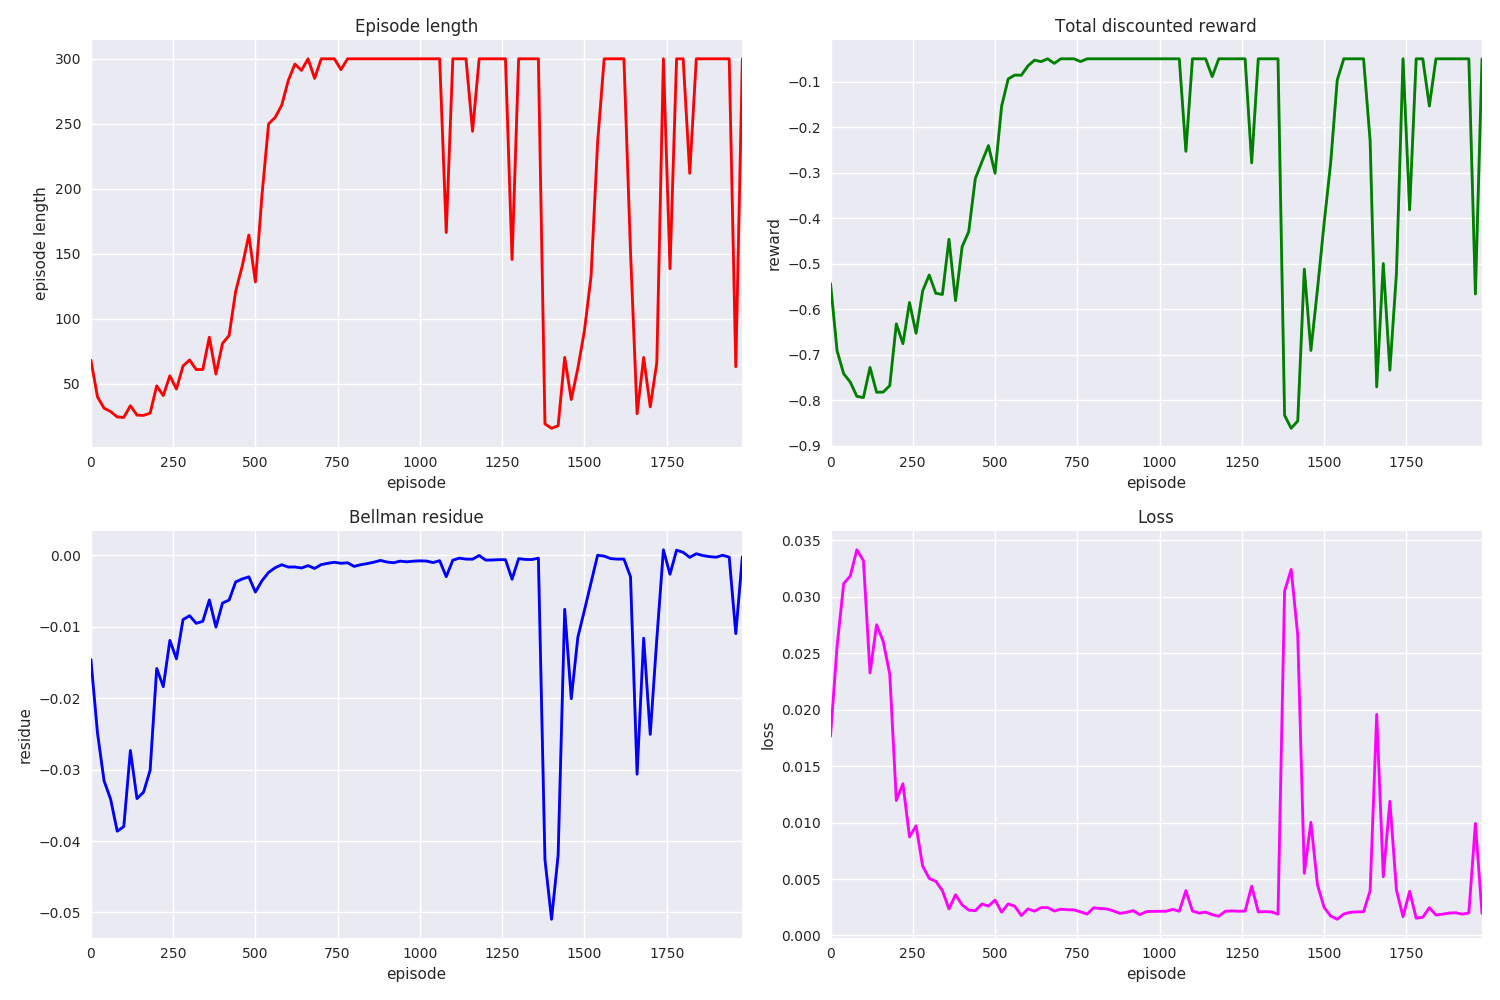 Episode length
300
250
200
150
100
50
episode length
0 250 500 750 1000 1250 1500 1750
episode
Total discounted reward
−0.1
−0.2
−0.3
−0.4
−0.5
−0.6
−0.7
−0.8
−0.9
reward
0 250 500 750 1000 1250 1500 1750
episode
Bellman residue
0.00
−0.01
−0.02
−0.03
−0.04
−0.05
residue
0 250 500 750 1000 1250 1500 1750
episode
Loss
0.035
0.030
0.025
0.020
0.015
0.010
0.005
0.000
loss
0 250 500 750 1000 1250 1500 1750
episode